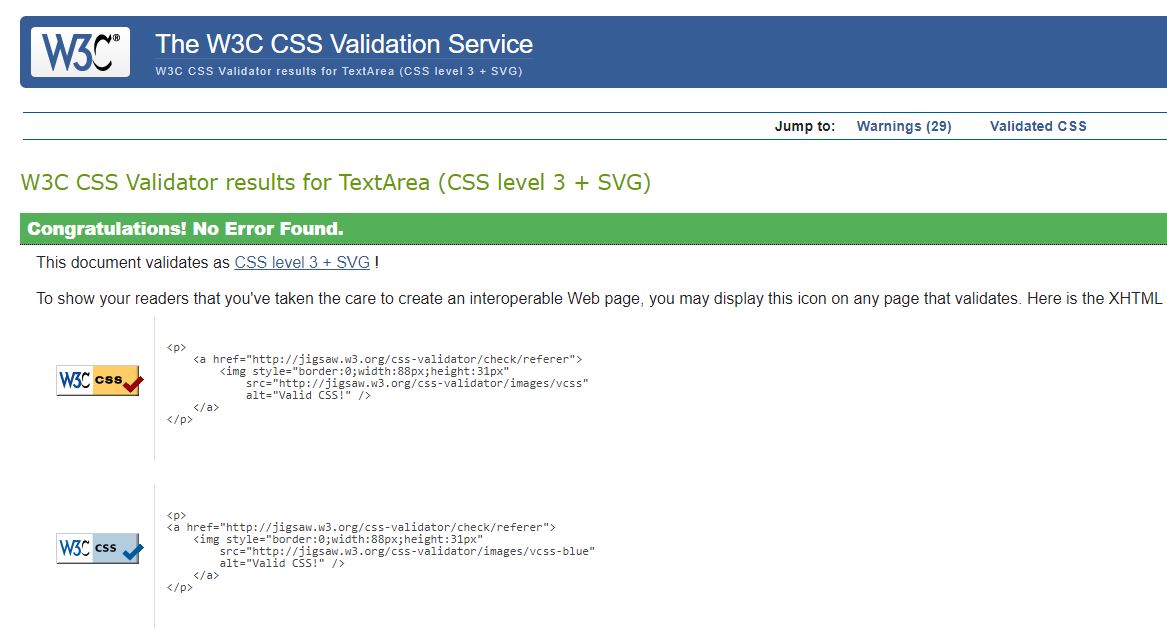 W3C® The W3C CSS Validation Service
W3C CSS Validator results for TextArea (CSS level 3 + SVG)
Jump to: Warnings (29) Validated CSS
W3C CSS Validator results for TextArea (CSS level 3 + SVG)
Congratulations! No Error Found.
This document validates as CSS level 3 + SVG !
To show your readers that you've taken the care to create an interoperable Web page, you may display this icon on any page that validates. Here is the XHTML
<p>
<a href="http://jigsaw.w3.org/css-validator/check/referer">
<img style="border:0;width:88px;height:31px"
W3C css
src="http://jigsaw.w3.org/css-validator/images/vcss"
alt="Valid CSS!" />
</a>
</p>
<p>
<a href="http://jigsaw.w3.org/css-validator/check/referer">
<img style="border:0;width:88px;height:31px"
W3C css
src="http://jigsaw.w3.org/css-validator/images/vcss-blue"
alt="Valid CSS!" />
</a>
</p>